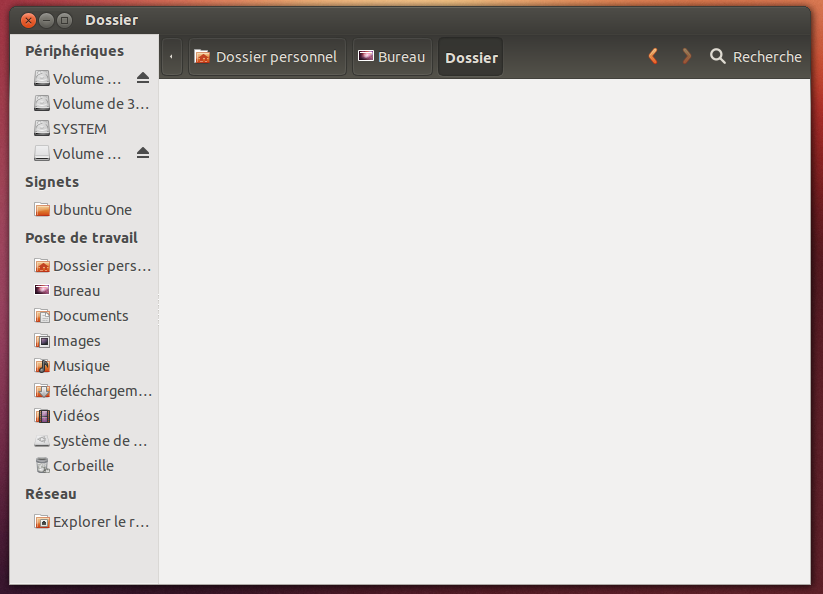 Dossier
Dossier personnel Bureau Dossier Recherche
Périphériques
Volume ...
Volume de 3...
SYSTEM
Volume ...
Signets
Ubuntu One
Poste de travail
Dossier pers...
Bureau
Documents
Images
Musique
Téléchargem...
Vidéos
Système de ...
Corbeille
Réseau
Explorer le r...